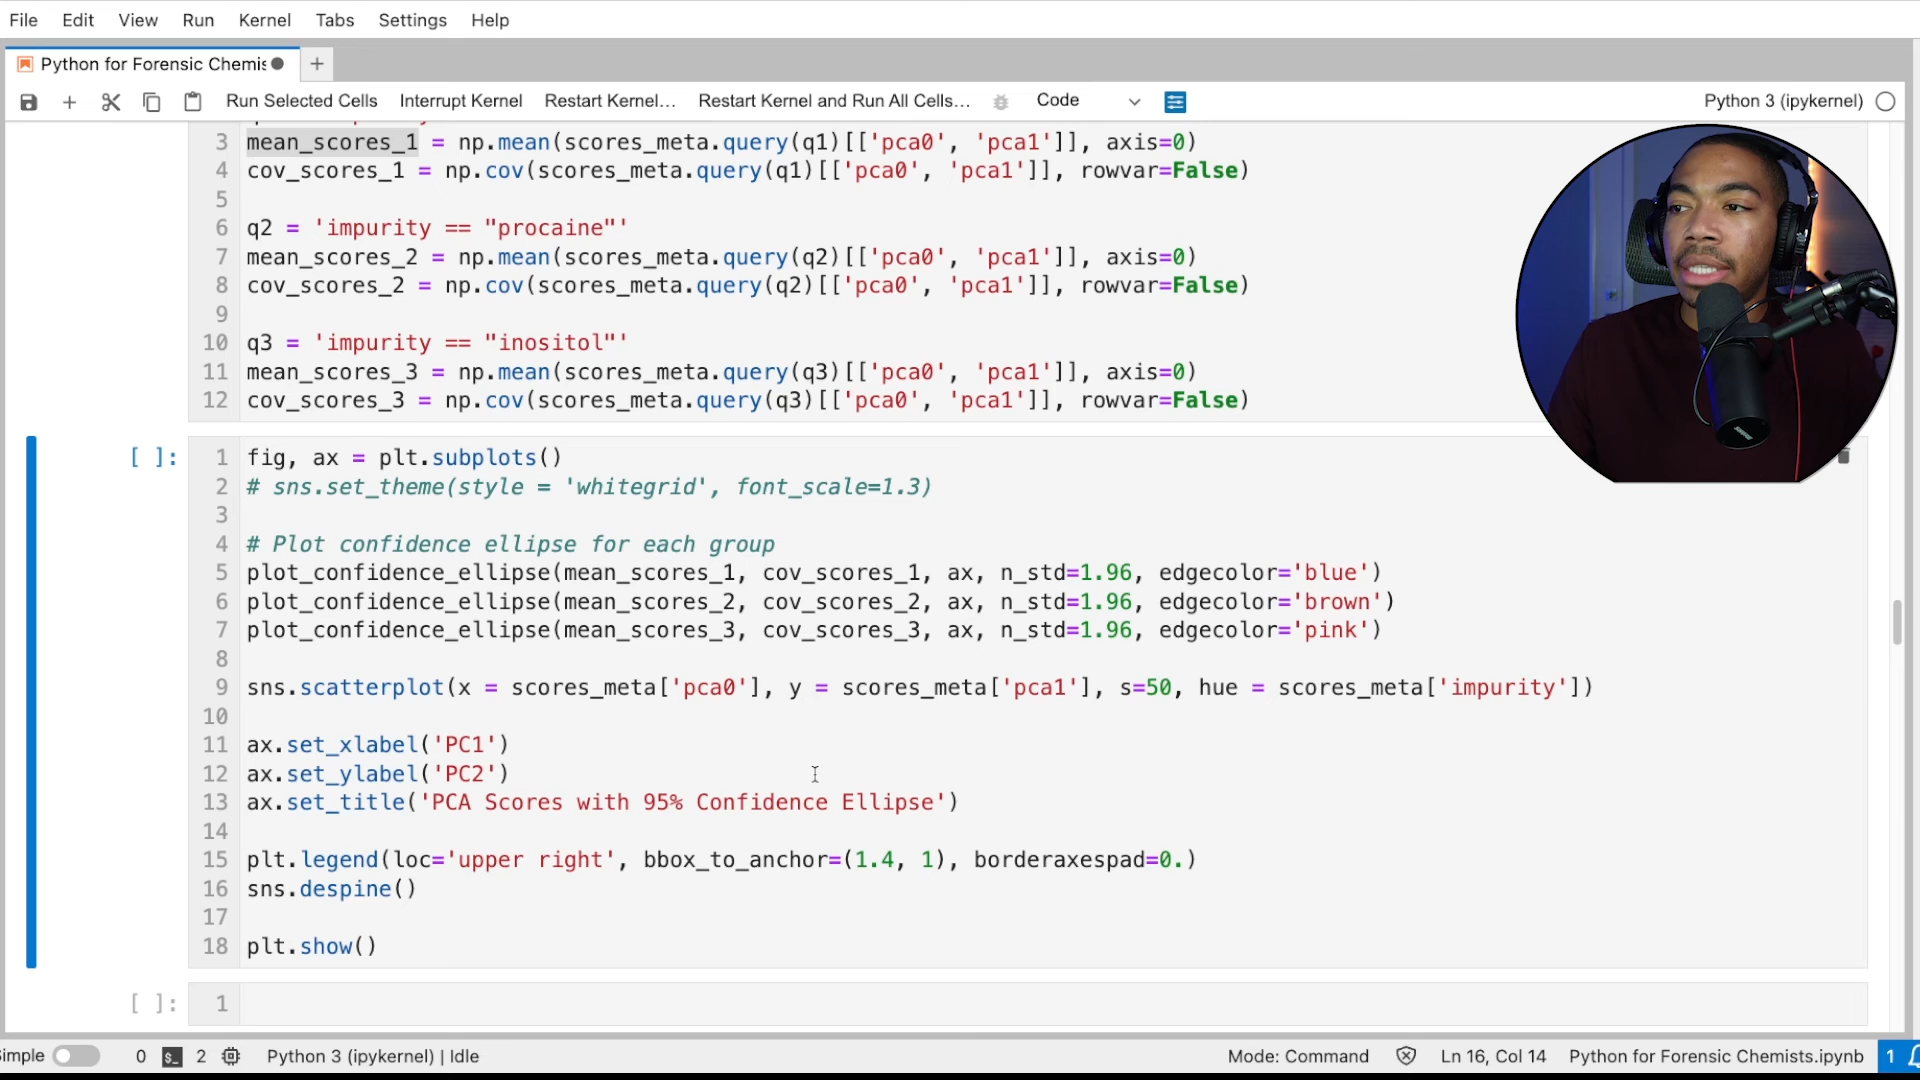 File Edit View Run Kernel Tabs Settings Help
Python for Forensic Chemis
Run Selected Cells Interrupt Kernel Restart Kernel... Restart Kernel and Run All Cells... Code Python 3 (ipykernel)
3 mean_scores_1 = np.mean(scores_meta.query(q1)[['pca0', 'pca1']], axis=0)
4 cov_scores_1 = np.cov(scores_meta.query(q1)[['pca0', 'pca1']], rowvar=False)
5
6 q2 = 'impurity == "procaine"'
7 mean_scores_2 = np.mean(scores_meta.query(q2)[['pca0', 'pca1']], axis=0)
8 cov_scores_2 = np.cov(scores_meta.query(q2)[['pca0', 'pca1']], rowvar=False)
9
10 q3 = 'impurity == "inositol"'
11 mean_scores_3 = np.mean(scores_meta.query(q3)[['pca0', 'pca1']], axis=0)
12 cov_scores_3 = np.cov(scores_meta.query(q3)[['pca0', 'pca1']], rowvar=False)
[ ]: 1 fig, ax = plt.subplots()
2 # sns.set_theme(style = 'whitegrid', font_scale=1.3)
3
4 # Plot confidence ellipse for each group
5 plot_confidence_ellipse(mean_scores_1, cov_scores_1, ax, n_std=1.96, edgecolor='blue')
6 plot_confidence_ellipse(mean_scores_2, cov_scores_2, ax, n_std=1.96, edgecolor='brown')
7 plot_confidence_ellipse(mean_scores_3, cov_scores_3, ax, n_std=1.96, edgecolor='pink')
8
9 sns.scatterplot(x = scores_meta['pca0'], y = scores_meta['pca1'], s=50, hue = scores_meta['impurity'])
10
11 ax.set_xlabel('PC1')
12 ax.set_ylabel('PC2')
13 ax.set_title('PCA Scores with 95% Confidence Ellipse')
14
15 plt.legend(loc='upper right', bbox_to_anchor=(1.4, 1), borderaxespad=0.)
16 sns.despine()
17
18 plt.show()
[ ]: 1
imple 0 2 Python 3 (ipykernel) | Idle Mode: Command Ln 16, Col 14 Python for Forensic Chemists.ipynb 1